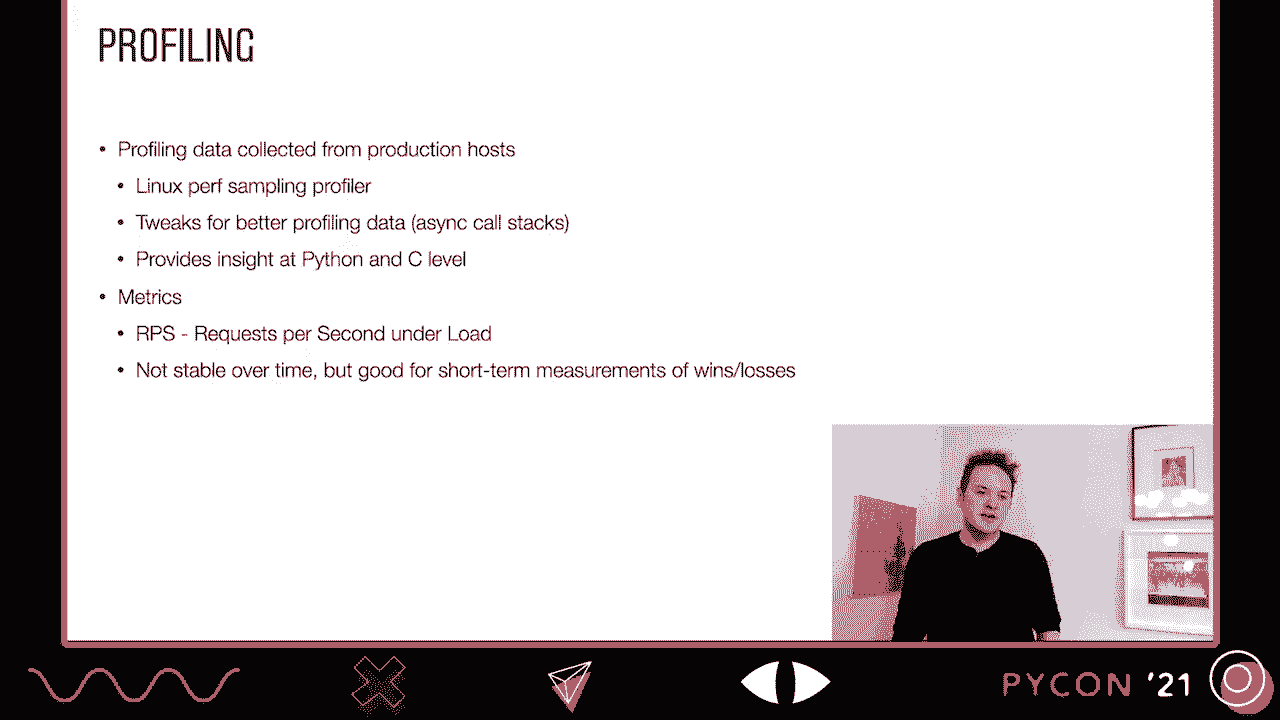 PROFILING
• Profiling data collected from production hosts
• Linux perf sampling profiler
• Tweaks for better profiling data (async call stacks)
• Provides insight at Python and C level
• Metrics
• RPS - Requests per Second under Load
• Not stable over time, but good for short-term measurements of wins/losses
PYCON '21